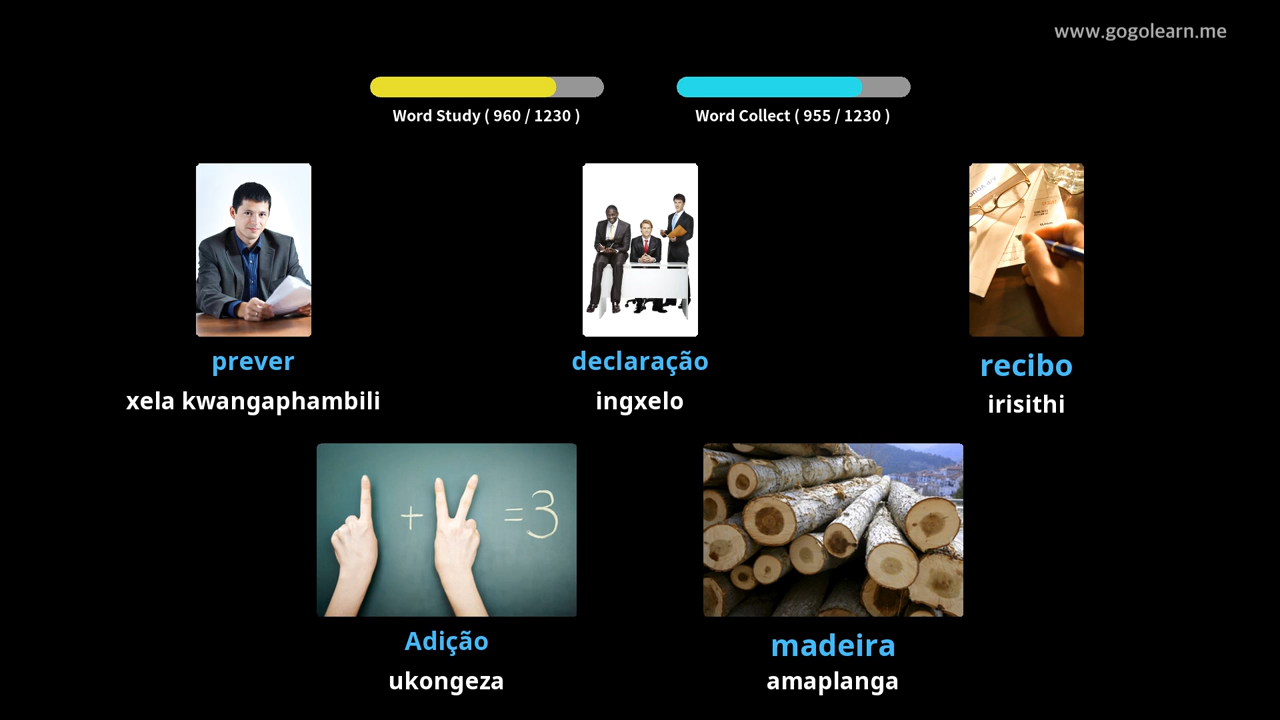 www.gogolearn.me
Word Study ( 960 / 1230 )
Word Collect ( 955 / 1230 )
prever
xela kwangaphambili
declaração
ingxelo
recibo
irisithi
+ =3
Adição
ukongeza
madeira
amaplanga